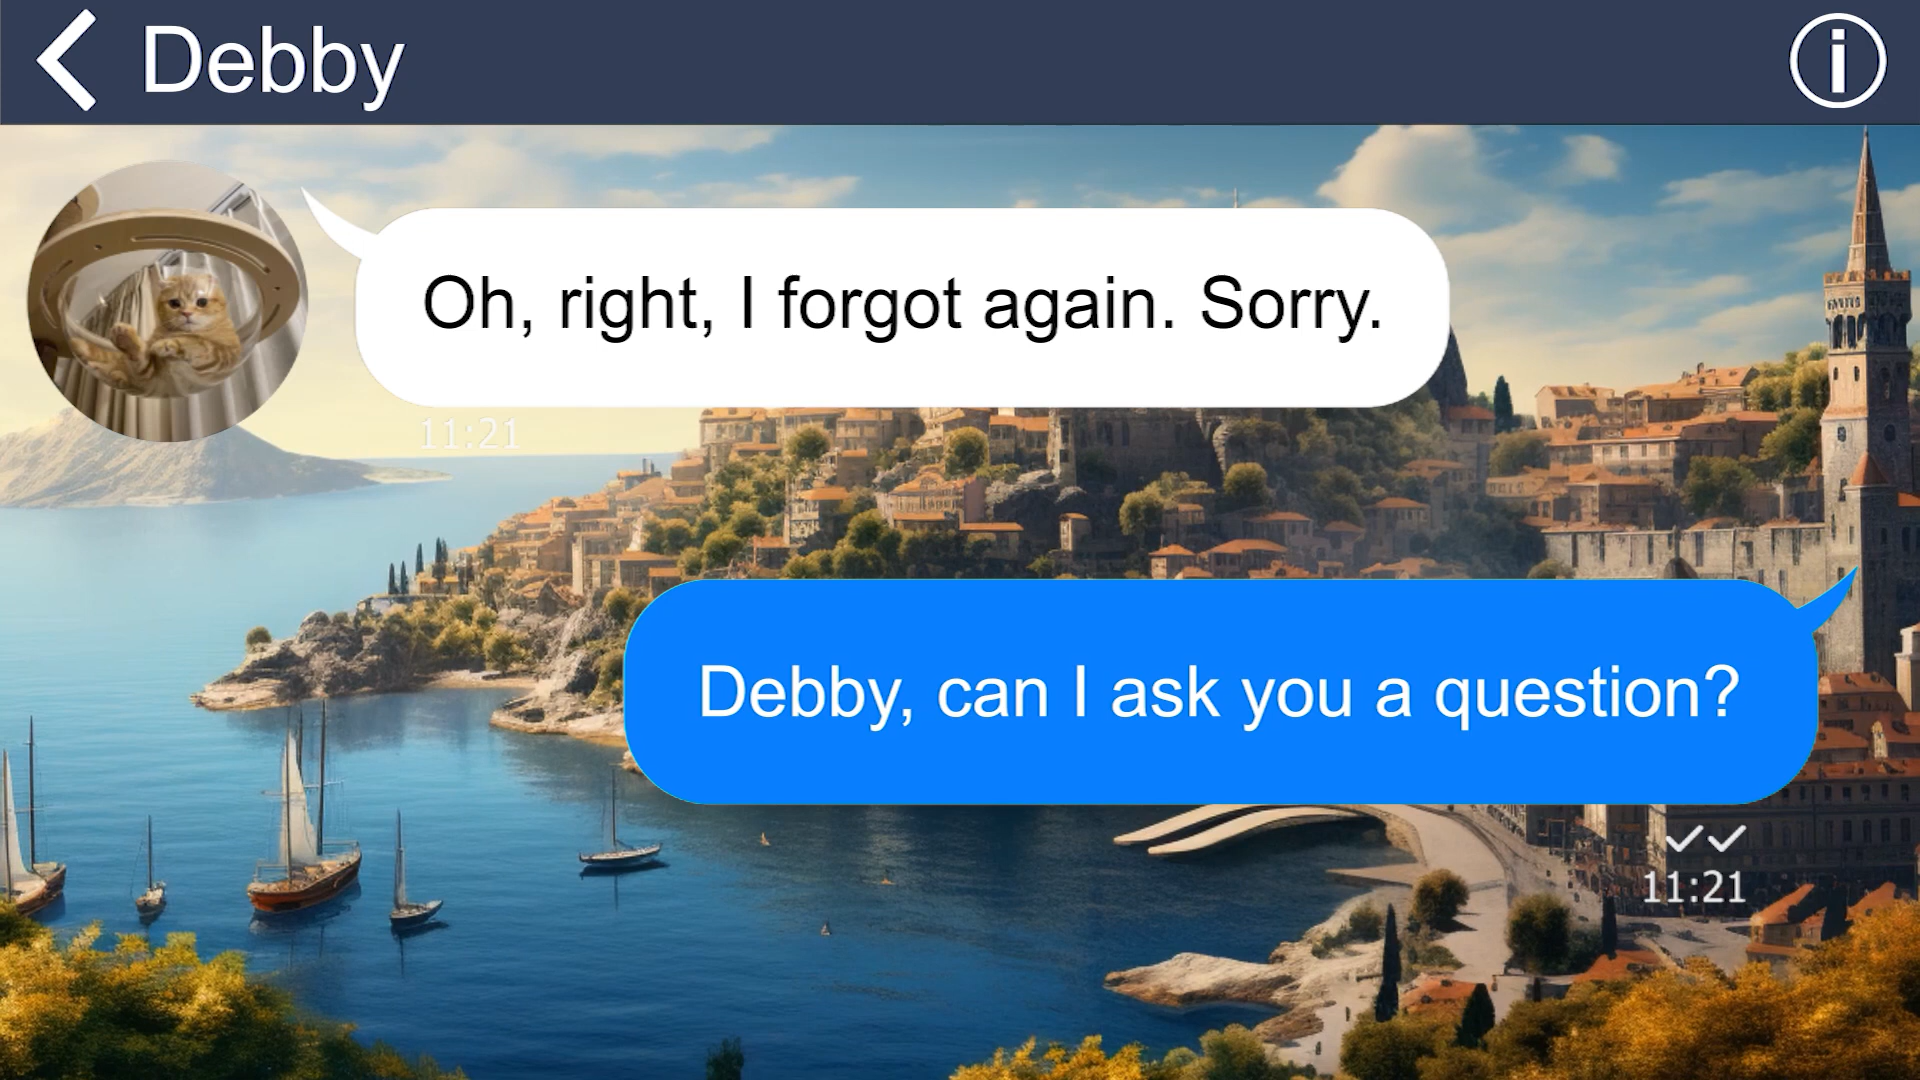 Debby
Oh, right, I forgot again. Sorry.
11:21
Debby, can I ask you a question?
11:21